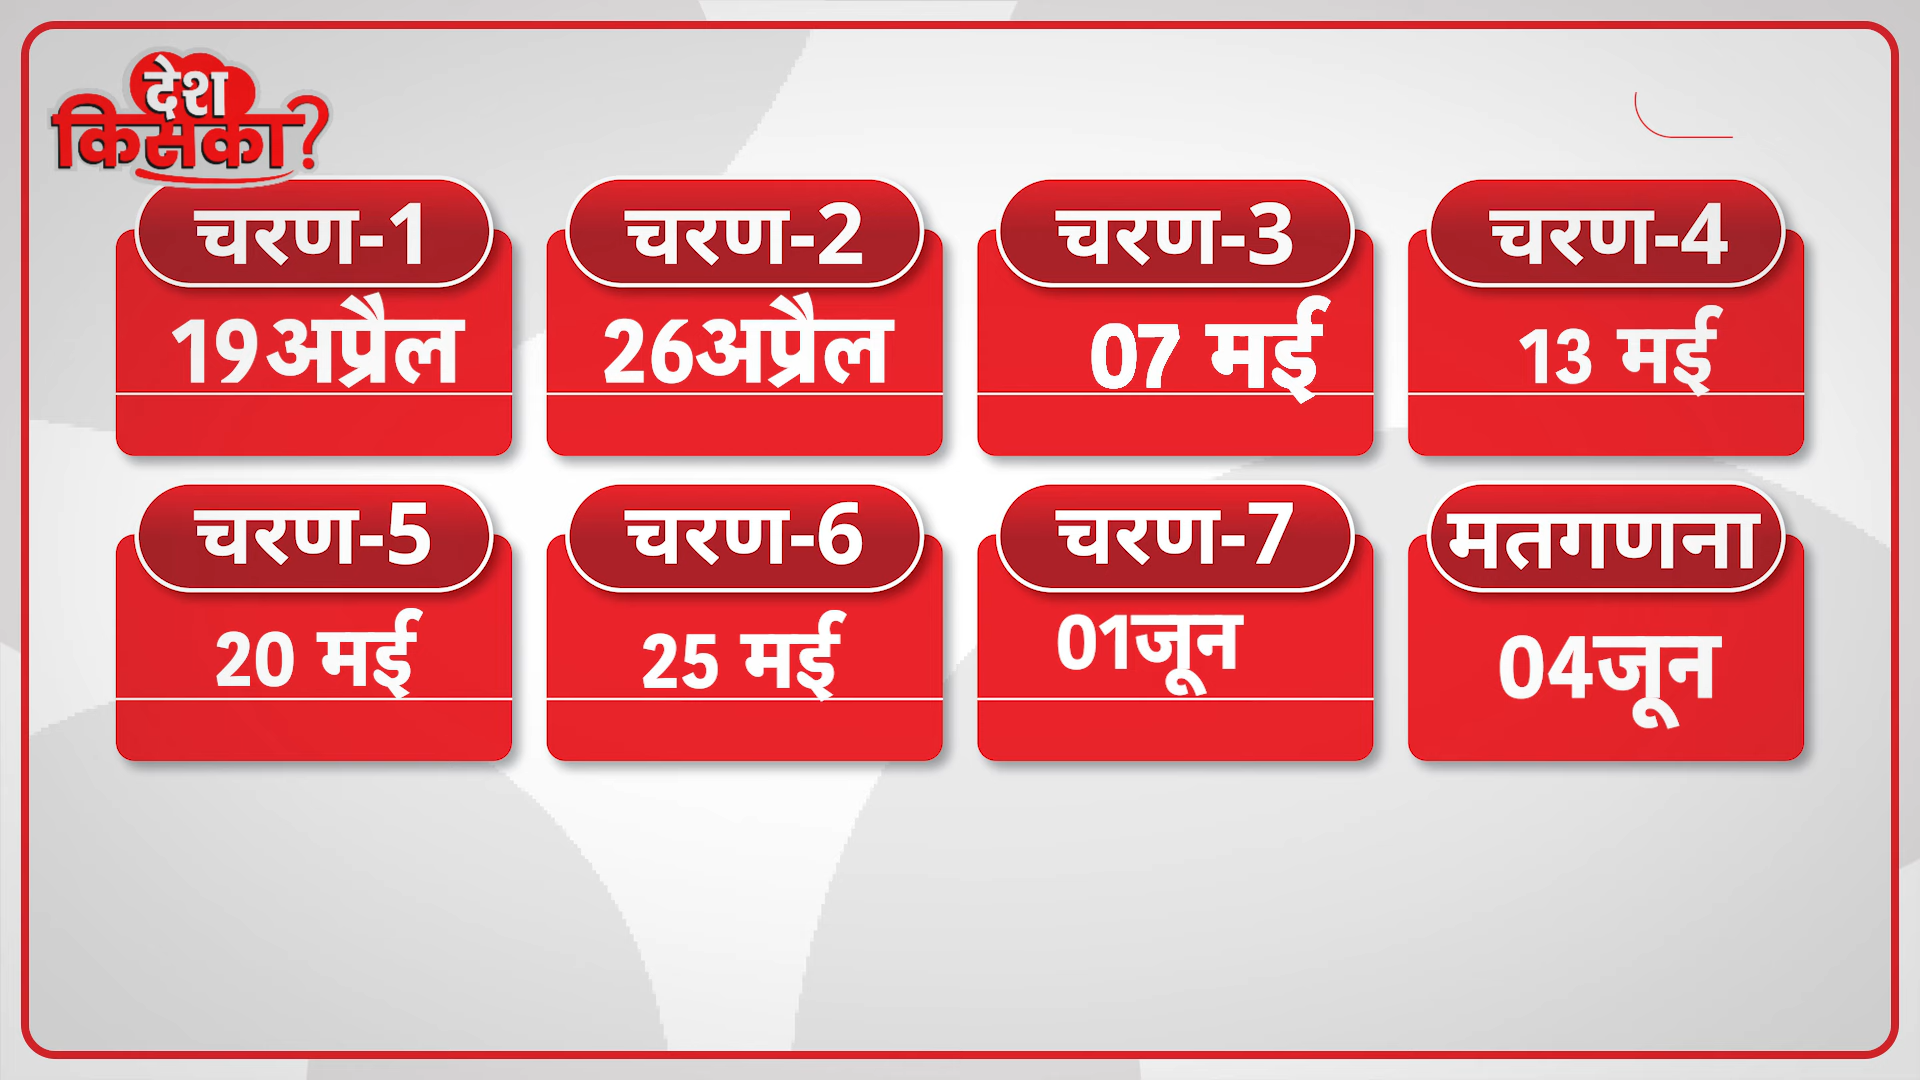 देश
किसका?
चरण-1
19अप्रैल
चरण-2
26अप्रैल
चरण-3
07 मई
चरण-4
13 मई
चरण-5
20 मई
चरण-6
25 मई
चरण-7
01जून
मतगणना
04जून